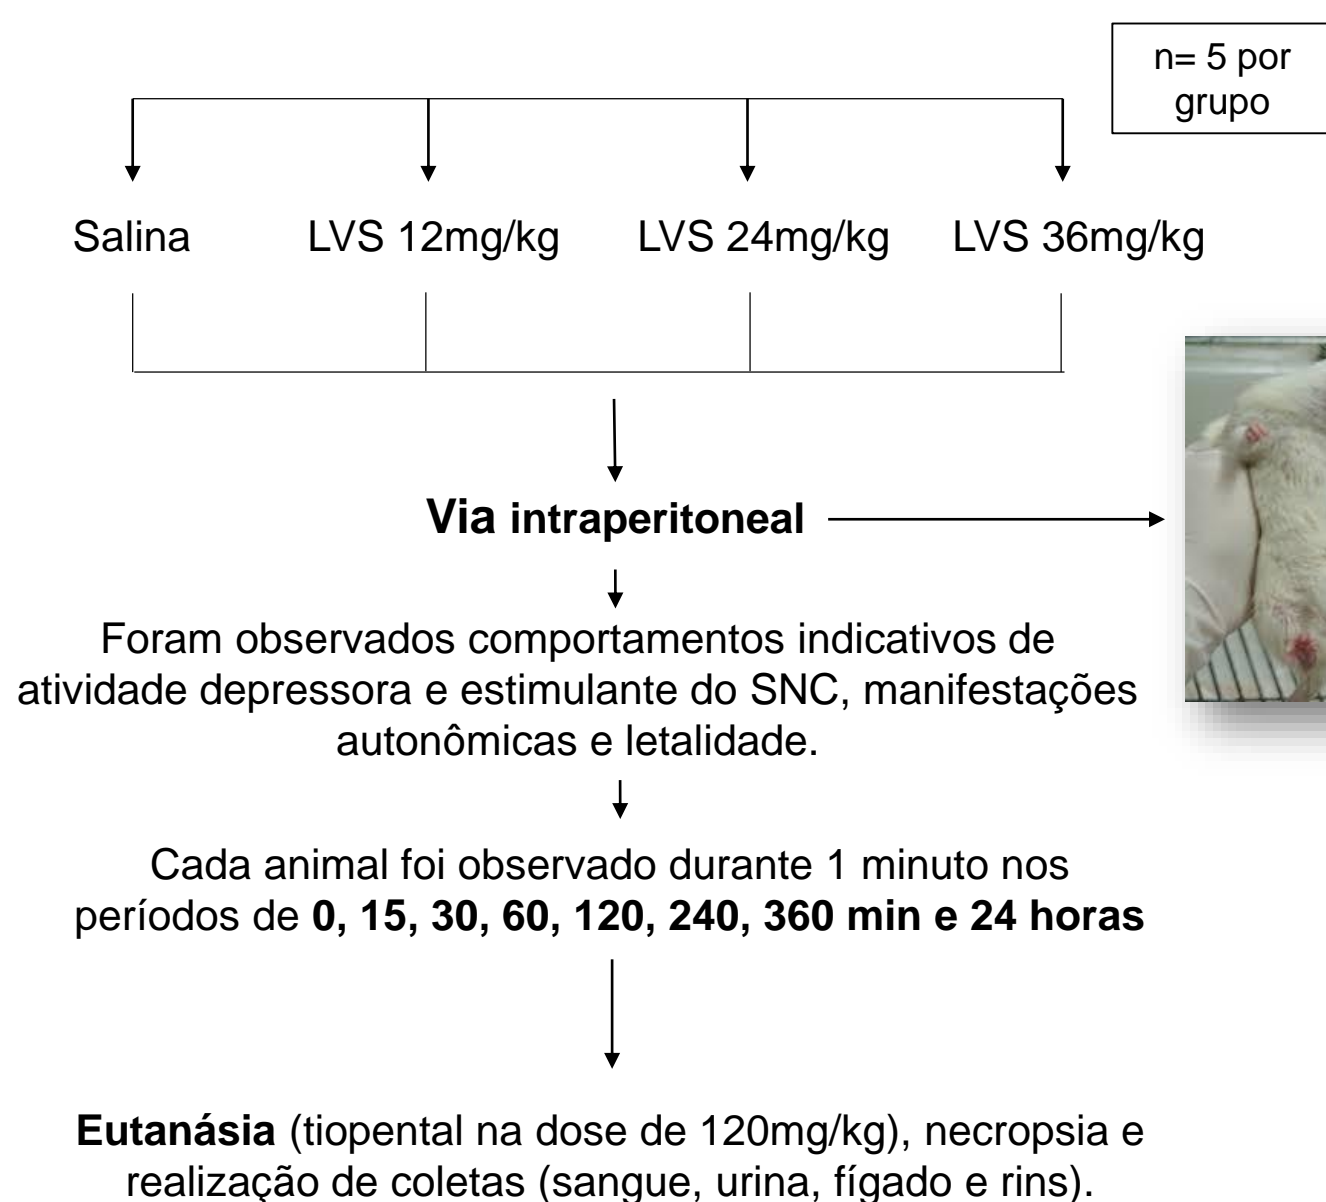 n= 5 por
grupo
Salina LVS 12mg/kg LVS 24mg/kg LVS 36mg/kg
Via intraperitoneal
Foram observados comportamentos indicativos de
atividade depressora e estimulante do SNC, manifestações
autonômicas e letalidade.
Cada animal foi observado durante 1 minuto nos
períodos de 0, 15, 30, 60, 120, 240, 360 min e 24 horas
Eutanásia (tiopental na dose de 120mg/kg), necropsia e
realização de coletas (sangue, urina, fígado e rins).